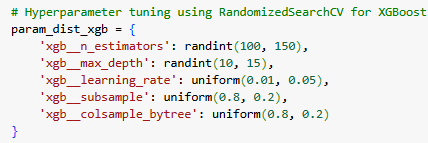 # Hyperparameter tuning using RandomizedSearchCV for XGBoost
param_dist_xgb = {
    'xgb__n_estimators': randint(100, 150),
    'xgb__max_depth': randint(10, 15),
    'xgb__learning_rate': uniform(0.01, 0.05),
    'xgb__subsample': uniform(0.8, 0.2),
    'xgb__colsample_bytree': uniform(0.8, 0.2)
}